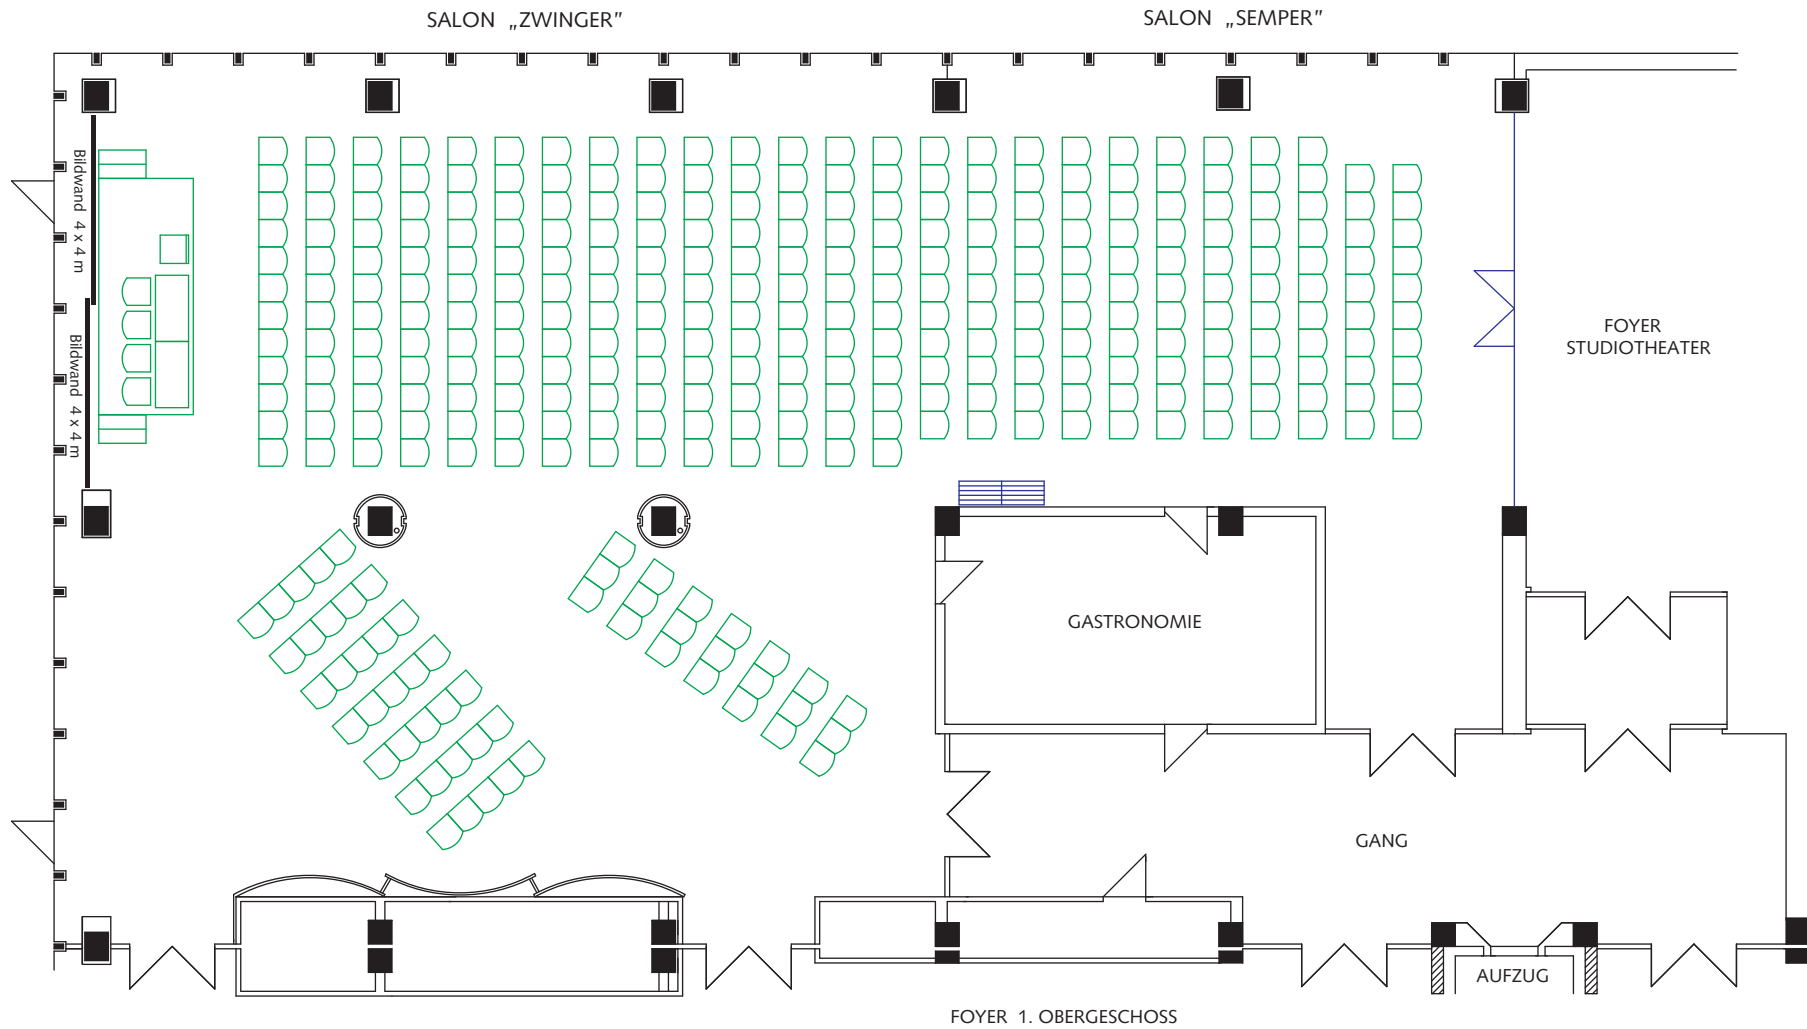 SALON „ZWINGER”
SALON „SEMPER”
Bildwand 4 x 4 m
Bildwand 4 x 4 m
FOYER
STUDIOTHEATER
GASTRONOMIE
GANG
AUFZUG
FOYER 1. OBERGESCHOSS